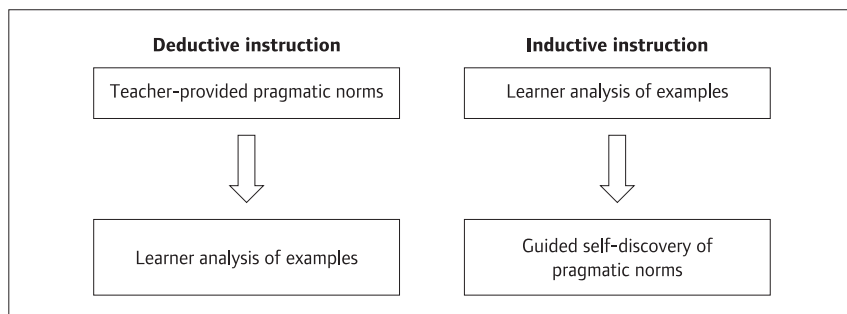 Deductive instruction
Teacher-provided pragmatic norms
Learner analysis of examples
Inductive instruction
Learner analysis of examples
Guided self-discovery of
pragmatic norms